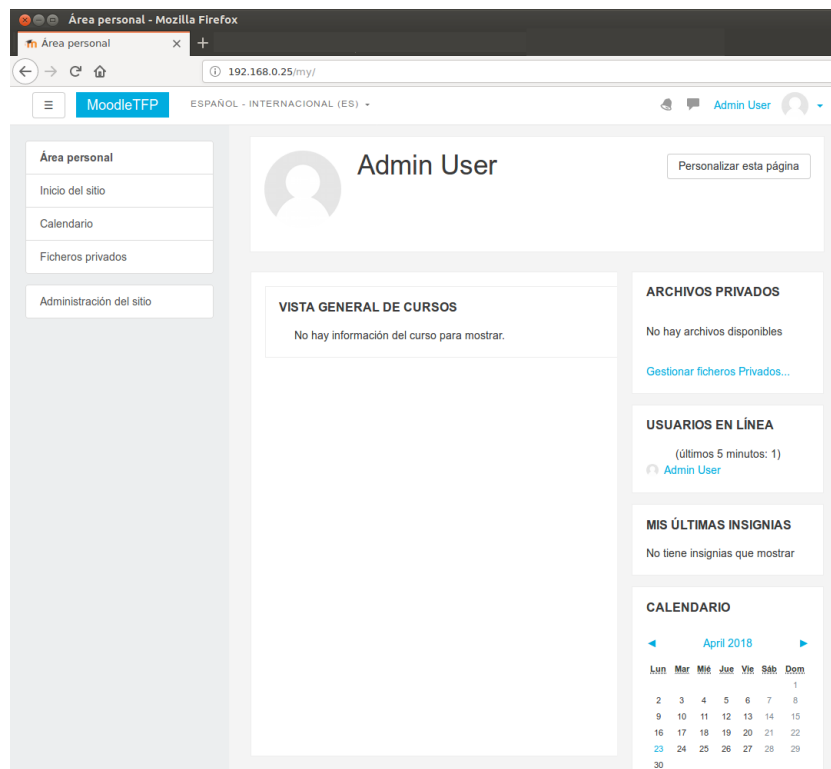 Área personal - Mozilla Firefox
Área personal
192.168.0.25/my/
MoodleTFP
ESPAÑOL - INTERNACIONAL (ES)
Admin User
Área personal
Inicio del sitio
Calendario
Ficheros privados
Administración del sitio
Admin User
Personalizar esta página
VISTA GENERAL DE CURSOS
No hay información del curso para mostrar.
ARCHIVOS PRIVADOS
No hay archivos disponibles
Gestionar ficheros Privados...
USUARIOS EN LÍNEA
(últimos 5 minutos: 1)
Admin User
MIS ÚLTIMAS INSIGNIAS
No tiene insignias que mostrar
CALENDARIO
◄ April 2018 ►
Lun Mar Mié Jue Vie Sáb Dom
1
2 3 4 5 6 7 8
9 10 11 12 13 14 15
16 17 18 19 20 21 22
23 24 25 26 27 28 29
30